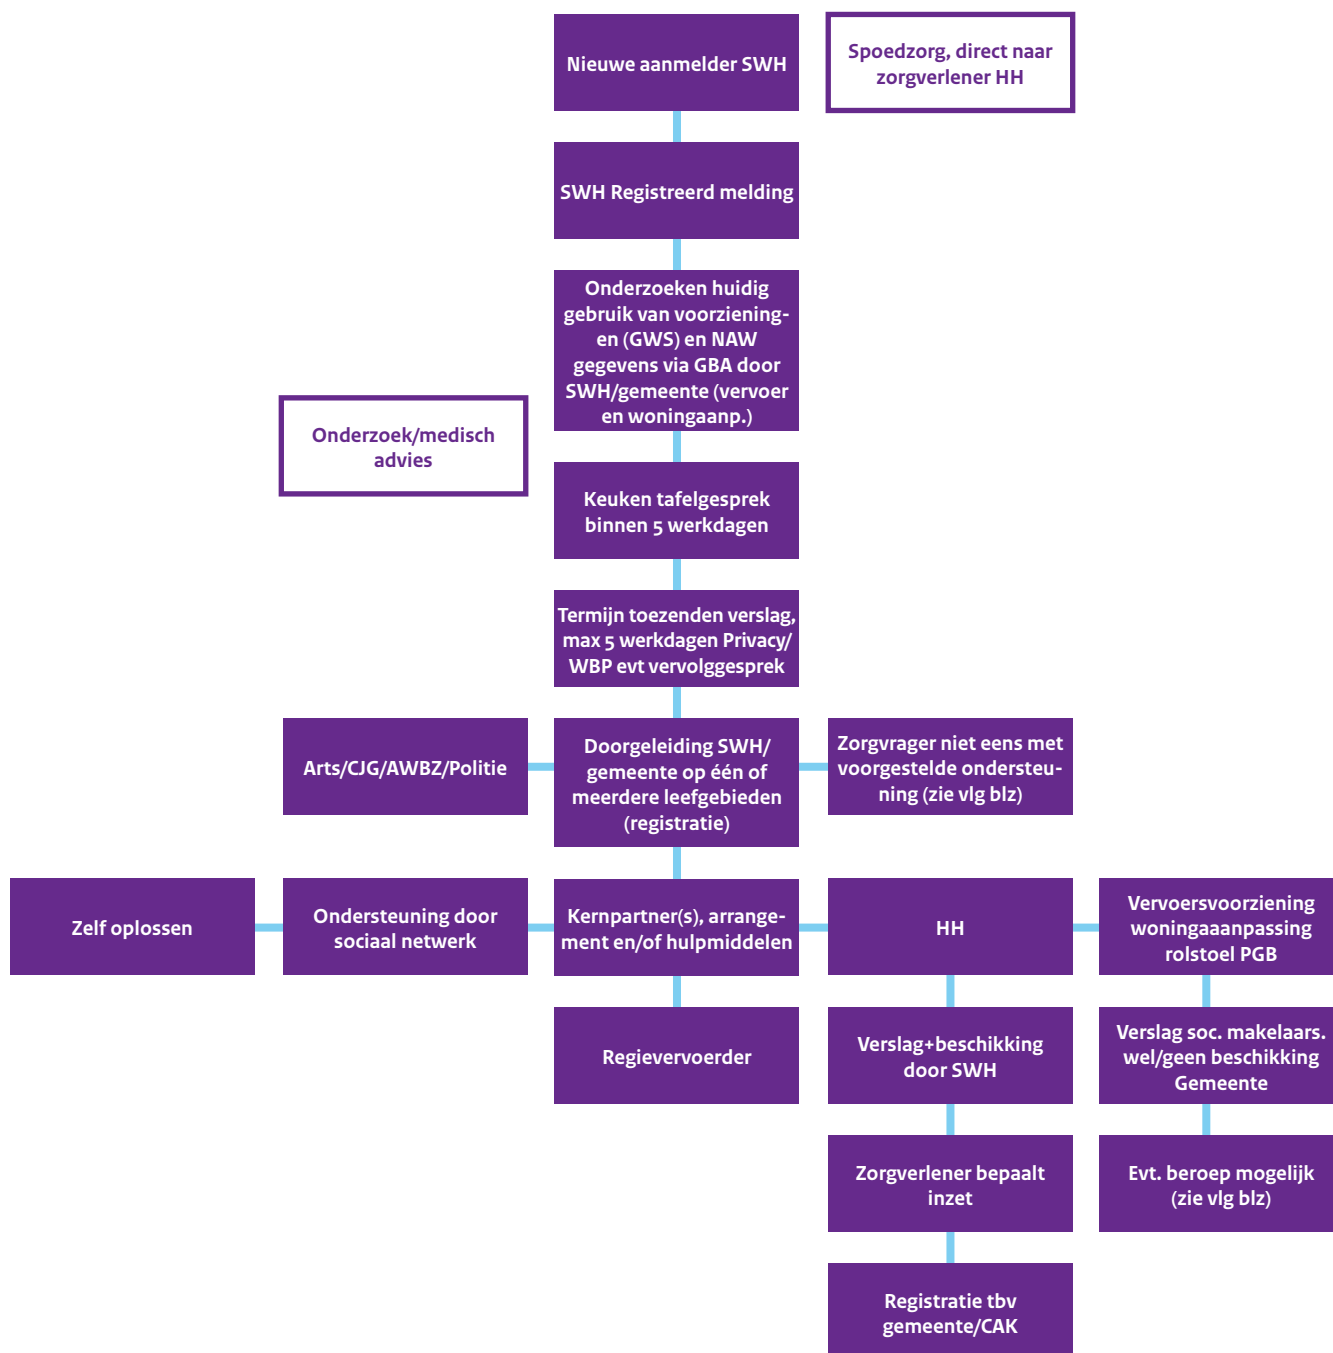 Nieuwe aanmelder SWH
Spoedzorg, direct naar
zorgverlener HH
SWH Registreerd melding
Onderzoeken huidig
gebruik van voorziening-
en (GWS) en NAW
gegevens via GBA door
SWH/gemeente (vervoer
en woningaanp.)
Onderzoek/medisch
advies
Keuken tafelgesprek
binnen 5 werkdagen
Termijn toezenden verslag,
max 5 werkdagen Privacy/
WBP evt vervolggesprek
Arts/CJG/AWBZ/Politie
Doorgeleiding SWH/
gemeente op één of
meerdere leefgebieden
(registratie)
Zorgvrager niet eens met
voorgestelde ondersteu-
ning (zie vlg blz)
Zelf oplossen
Ondersteuning door
sociaal netwerk
Kernpartner(s), arrange-
ment en/of hulpmiddelen
HH
Vervoersvoorziening
woningaaanpassing
rolstoel PGB
Regievervoerder
Verslag+beschikking
door SWH
Verslag soc. makelaars.
wel/geen beschikking
Gemeente
Zorgverlener bepaalt
inzet
Evt. beroep mogelijk
(zie vlg blz)
Registratie tbv
gemeente/CAK